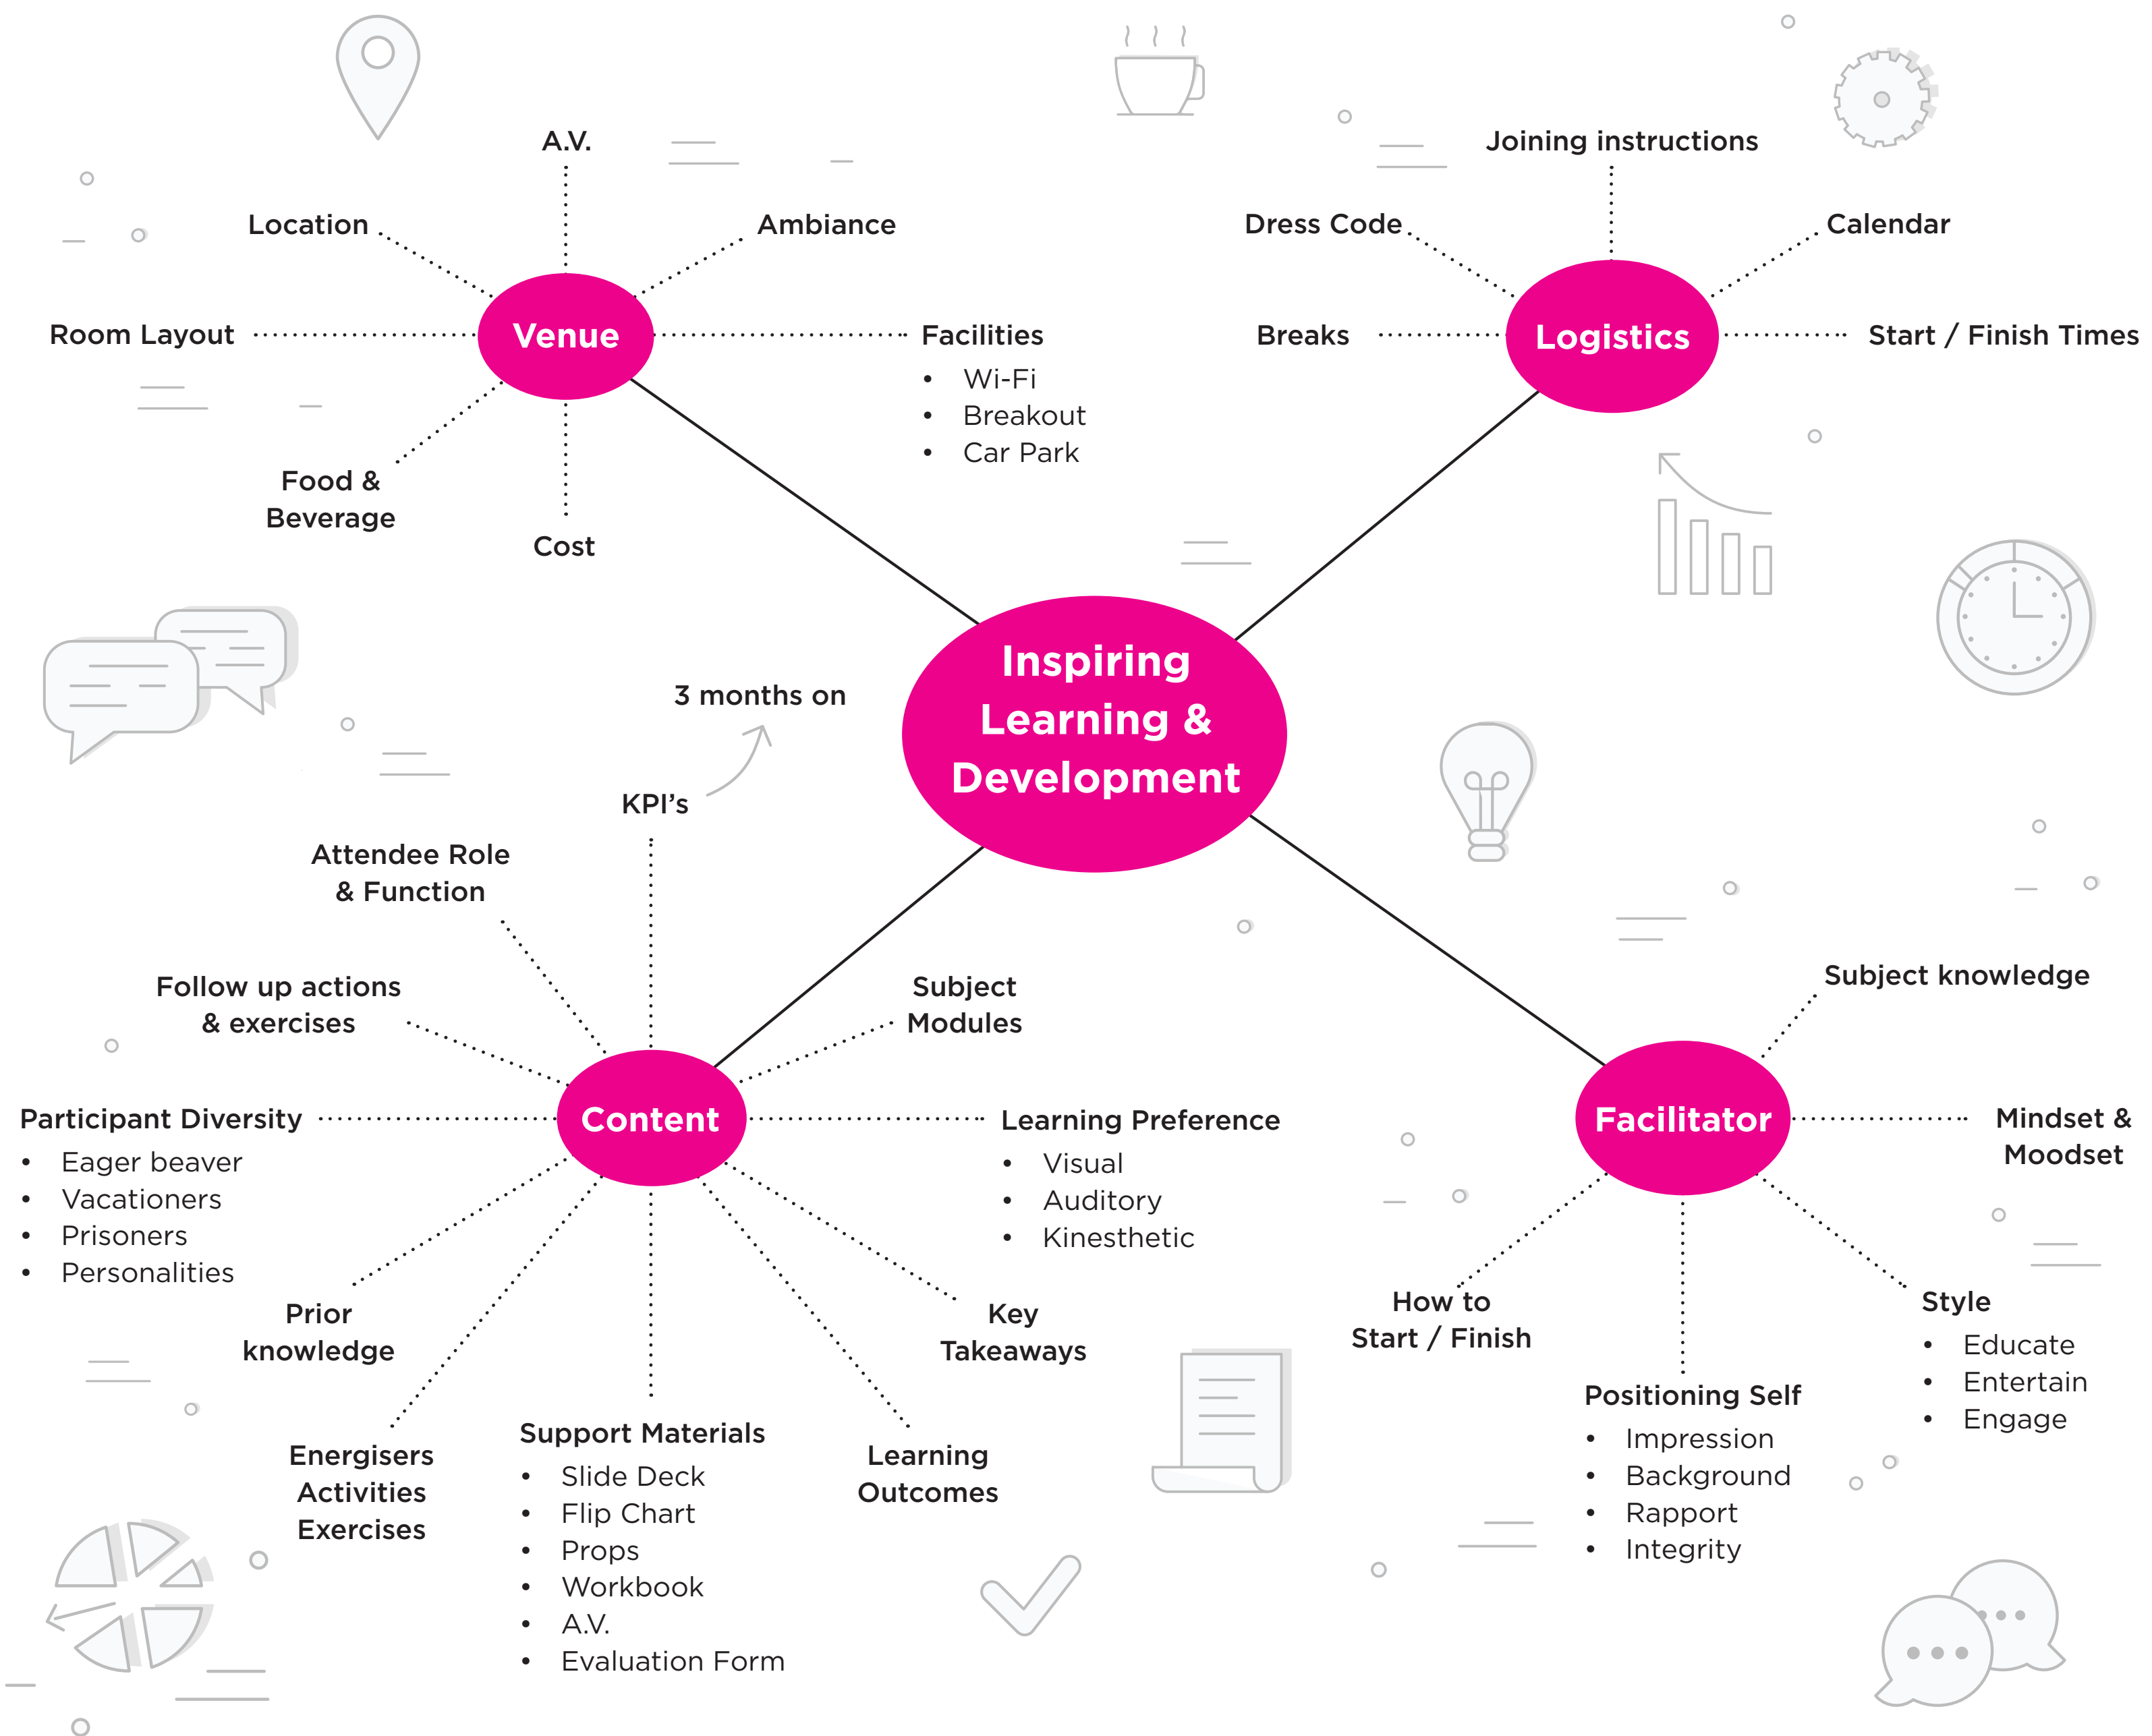 A.V.
Location
Ambiance
Room Layout
Venue
Facilities
• Wi-Fi
• Breakout
• Car Park
Food &
Beverage
Cost
Joining instructions
Dress Code
Calendar
Breaks
Logistics
Start / Finish Times
Inspiring
Learning &
Development
3 months on
KPI's
Attendee Role
& Function
Follow up actions
& exercises
Subject
Modules
Participant Diversity
• Eager beaver
• Vacationers
• Prisoners
• Personalities
Content
Learning Preference
• Visual
• Auditory
• Kinesthetic
Prior
knowledge
Key
Takeaways
Energisers
Activities
Exercises
Support Materials
• Slide Deck
• Flip Chart
• Props
• Workbook
• A.V.
• Evaluation Form
Learning
Outcomes
Subject knowledge
Facilitator
Mindset &
Moodset
How to
Start / Finish
Positioning Self
• Impression
• Background
• Rapport
• Integrity
Style
• Educate
• Entertain
• Engage